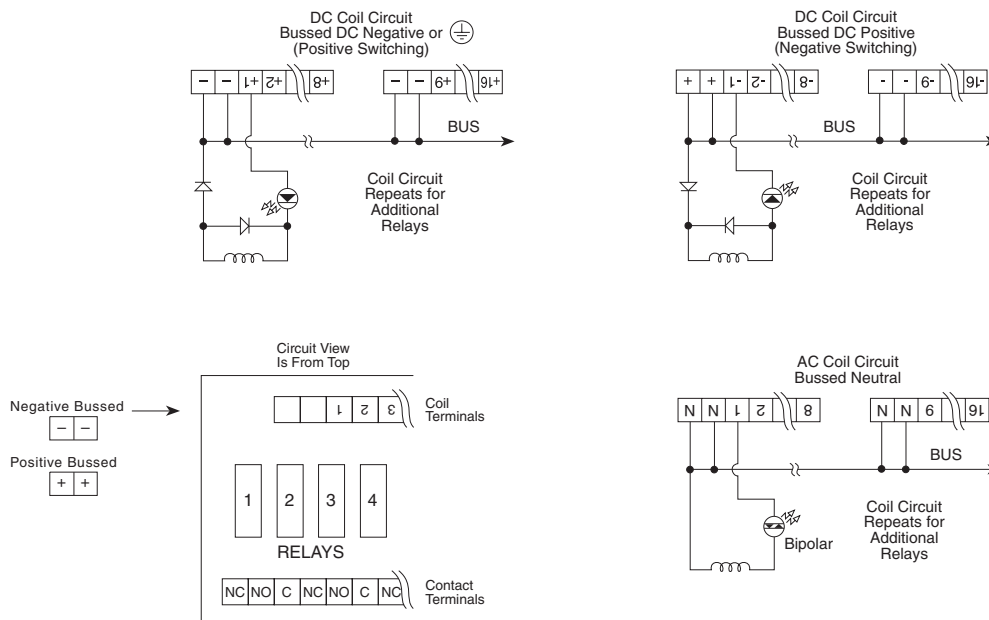 DC Coil Circuit
Bussed DC Negative or
(Positive Switching)
− − +1 +2 +8
− − +9 +16
BUS
Coil Circuit
Repeats for
Additional
Relays
DC Coil Circuit
Bussed DC Positive
(Negative Switching)
+ + -1 -2 -8
- - -9 -16
BUS
Coil Circuit
Repeats for
Additional
Relays
Circuit View
Is From Top
Negative Bussed
− −
Positive Bussed
+ +
1 2 3
Coil
Terminals
1 2 3 4
RELAYS
NC NO C NC NO C NC
Contact
Terminals
AC Coil Circuit
Bussed Neutral
N N 1 2 8
N N 9 16
BUS
Bipolar
Coil Circuit
Repeats for
Additional
Relays